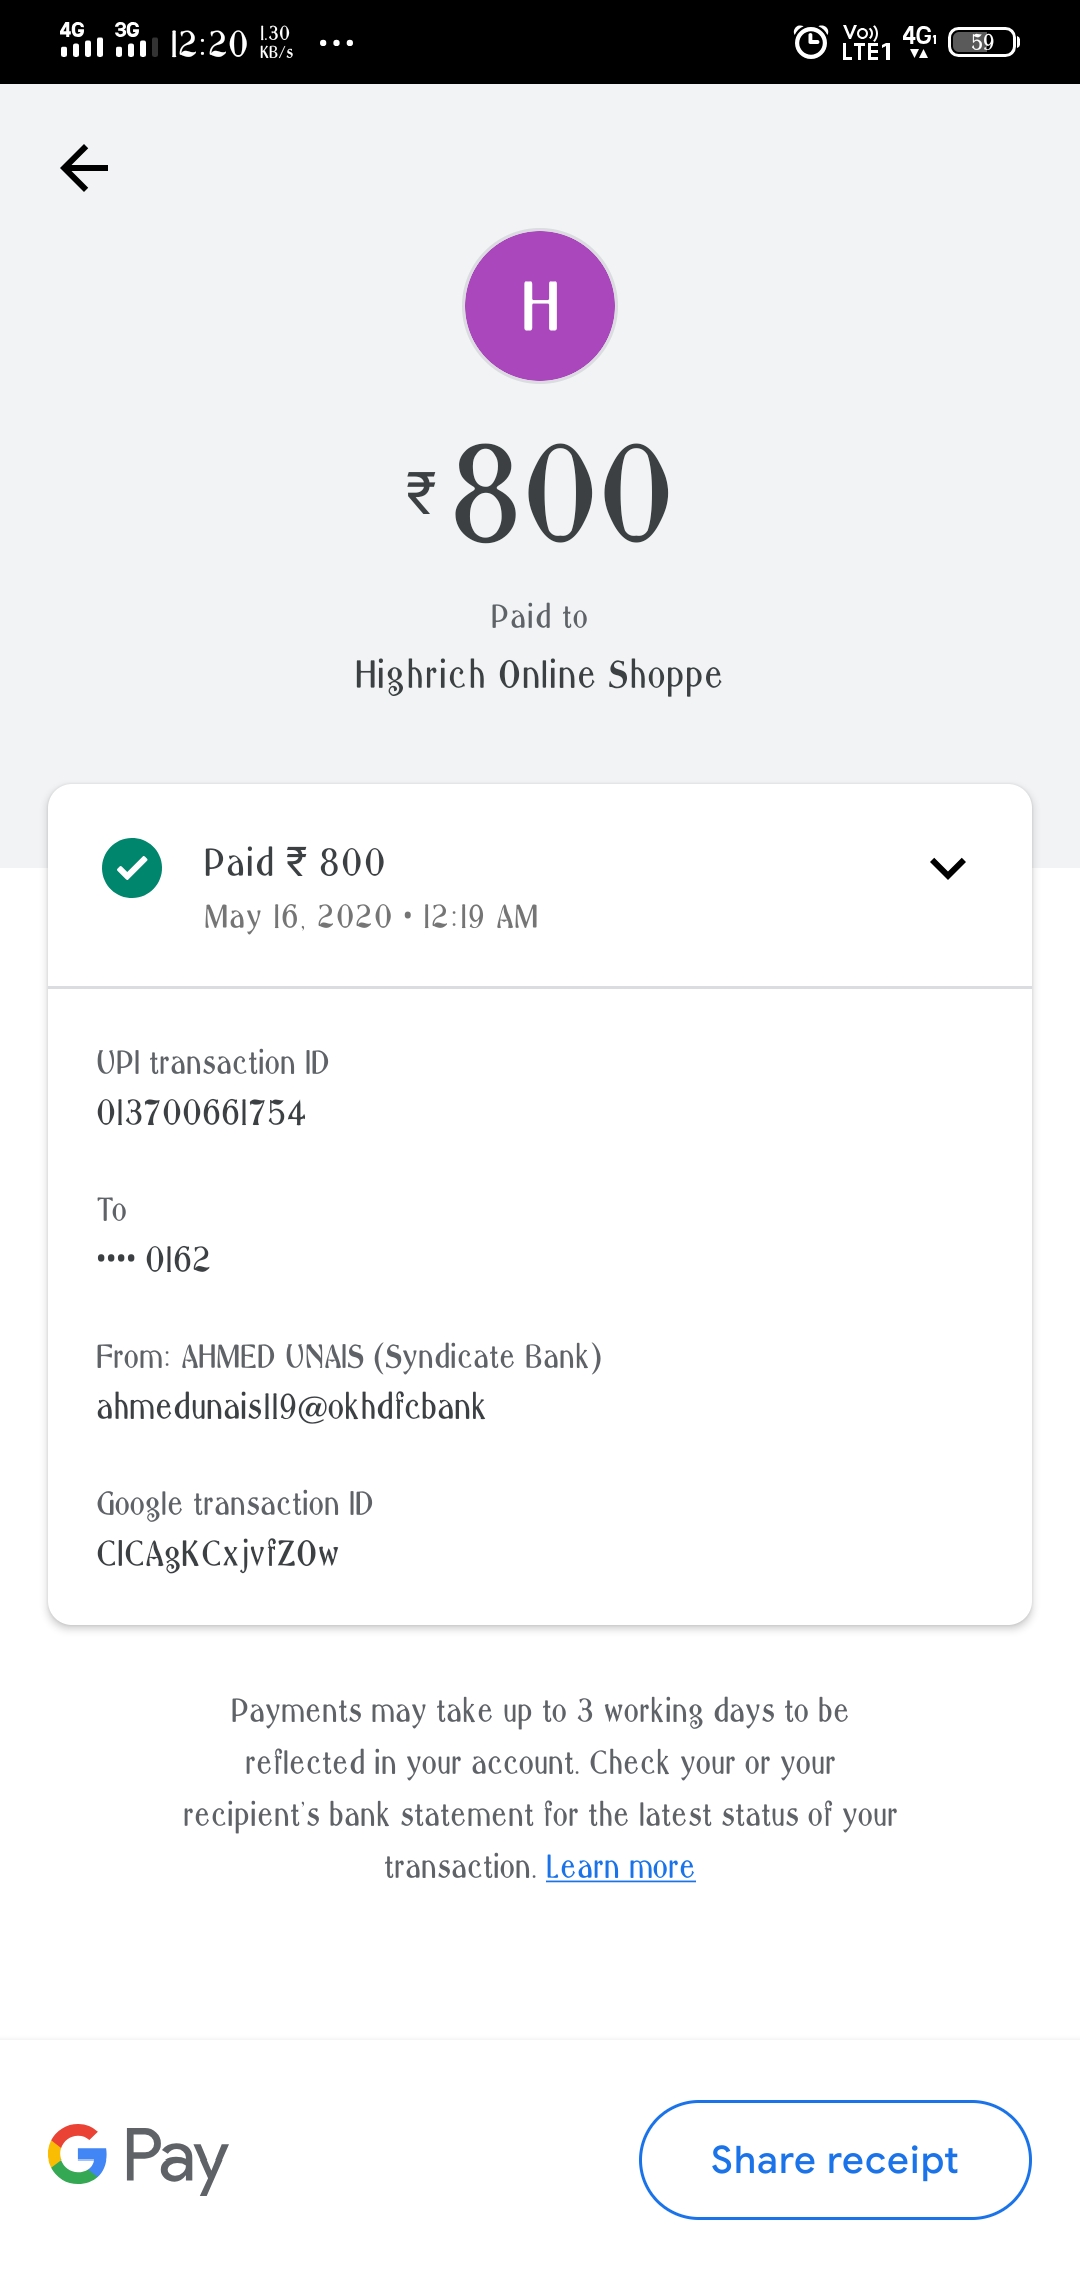 4G 3G 12:20 1.30 KB/s ... Vo)) LTE1 4G1 59
H
₹800
Paid to
Highrich Online Shoppe
Paid ₹ 800
May 16, 2020 • 12:19 AM
UPI transaction ID
013700661754
To
•••• 0162
From: AHMED UNAIS (Syndicate Bank)
ahmedunais119@okhdfcbank
Google transaction ID
CICAgKCxjvfZOw
Payments may take up to 3 working days to be
reflected in your account. Check your or your
recipient's bank statement for the latest status of your
transaction. Learn more
G Pay
Share receipt